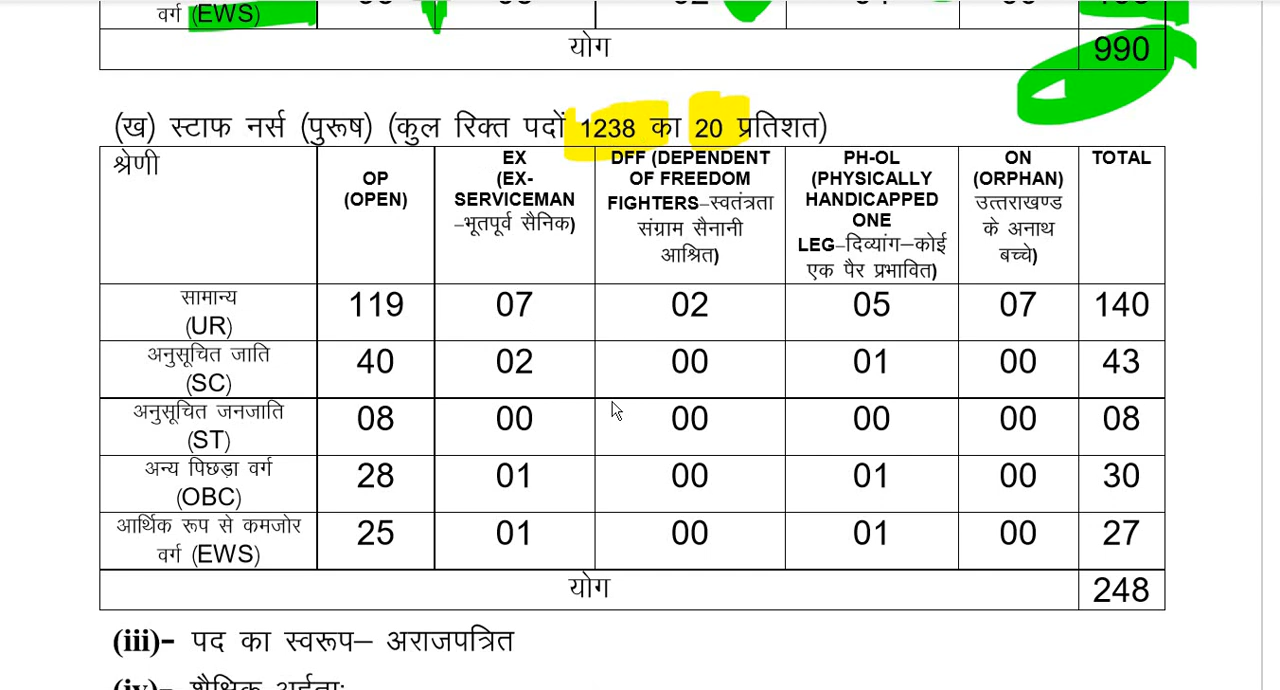 वर्ग (EWS)
योग 990
(ख) स्टाफ नर्स (पुरूष) (कुल रिक्त पदों 1238 का 20 प्रतिशत)
श्रेणी
OP
(OPEN)
EX
(EX-
SERVICEMAN
–भूतपूर्व सैनिक)
DFF (DEPENDENT
OF FREEDOM
FIGHTERS–स्वतंत्रता
संग्राम सैनानी
आश्रित)
PH-OL
(PHYSICALLY
HANDICAPPED
ONE
LEG–दिव्यांग–कोई
एक पैर प्रभावित)
ON
(ORPHAN)
उत्तराखण्ड
के अनाथ
बच्चे)
TOTAL
सामान्य
(UR)
119 07 02 05 07 140
अनुसूचित जाति
(SC)
40 02 00 01 00 43
अनुसूचित जनजाति
(ST)
08 00 00 00 00 08
अन्य पिछड़ा वर्ग
(OBC)
28 01 00 01 00 30
आर्थिक रूप से कमजोर
वर्ग (EWS)
25 01 00 01 00 27
योग 248
(iii)- पद का स्वरूप– अराजपत्रित